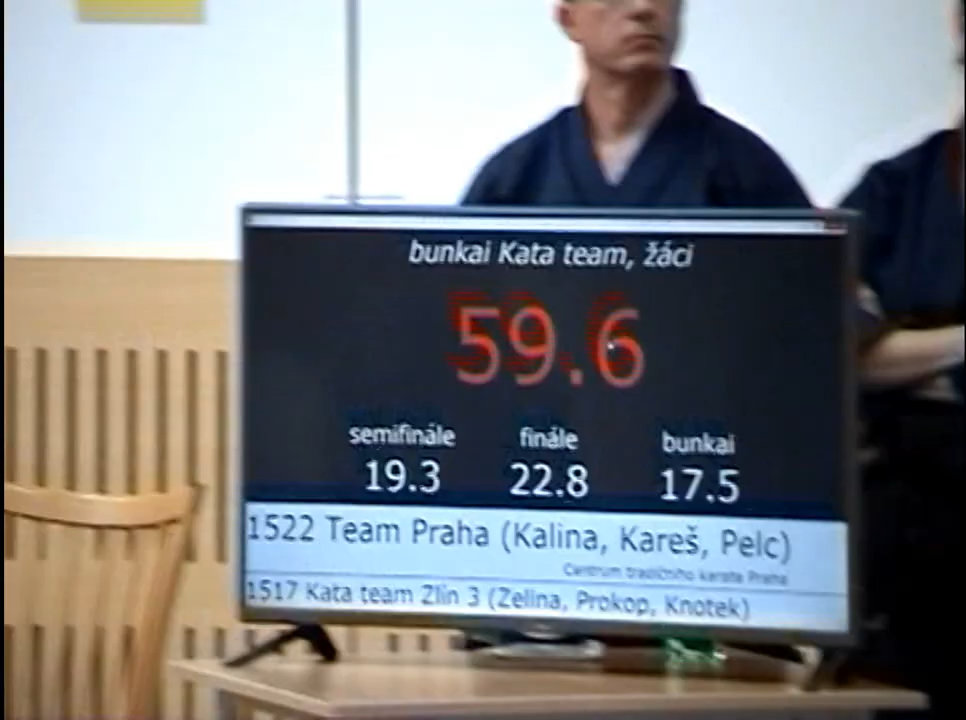 bunkai Kata team, žáci
59.6
semifinále finále bunkai
19.3 22.8 17.5
1522 Team Praha (Kalina, Kareš, Pelc)
Centrum tradičního karate Praha
1517 Kata team Zlín 3 (Zelina, Prokop, Knotek)